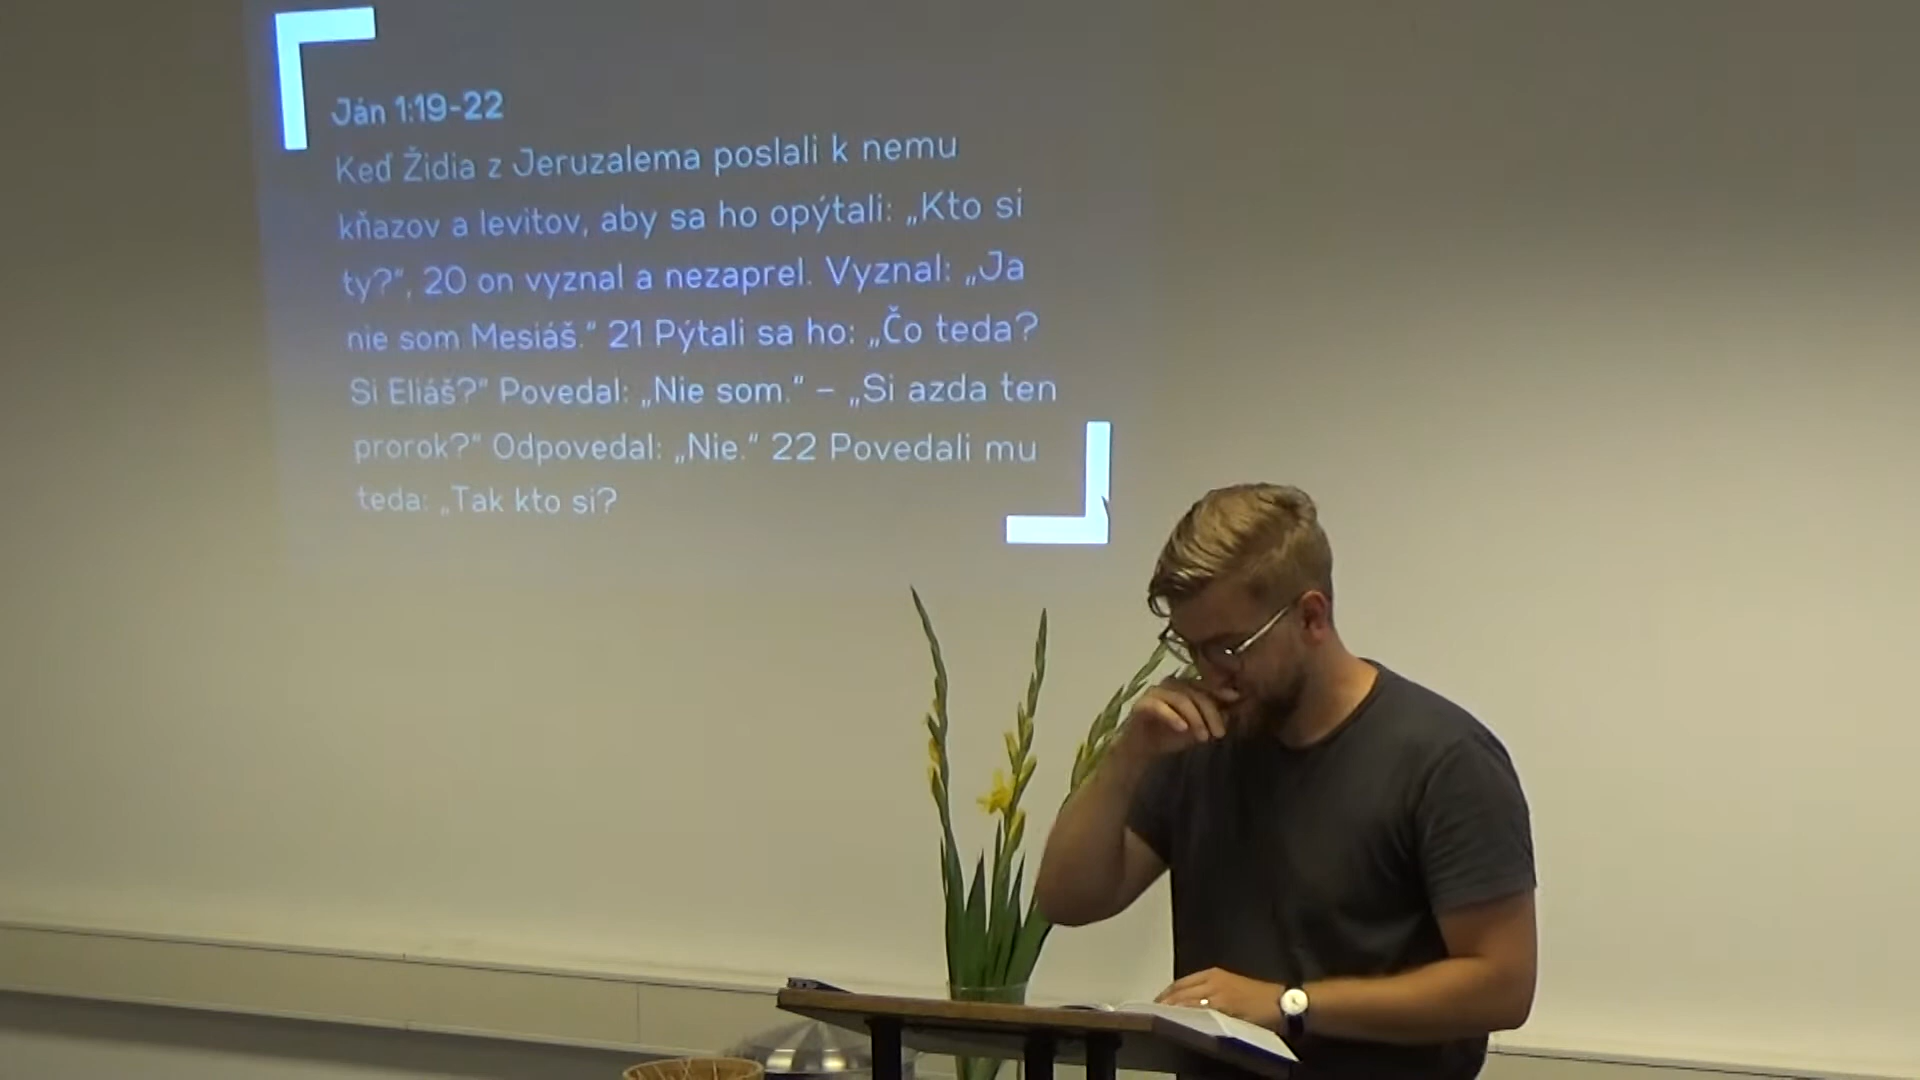 Ján 1:19-22
Keď Židia z Jeruzalema poslali k nemu
kňazov a levitov, aby sa ho opýtali: „Kto si
ty?“, 20 on vyznal a nezaprel. Vyznal: „Ja
nie som Mesiáš.“ 21 Pýtali sa ho: „Čo teda?
Si Eliáš?“ Povedal: „Nie som.“ – „Si azda ten
prorok?“ Odpovedal: „Nie.“ 22 Povedali mu
teda: „Tak kto si?